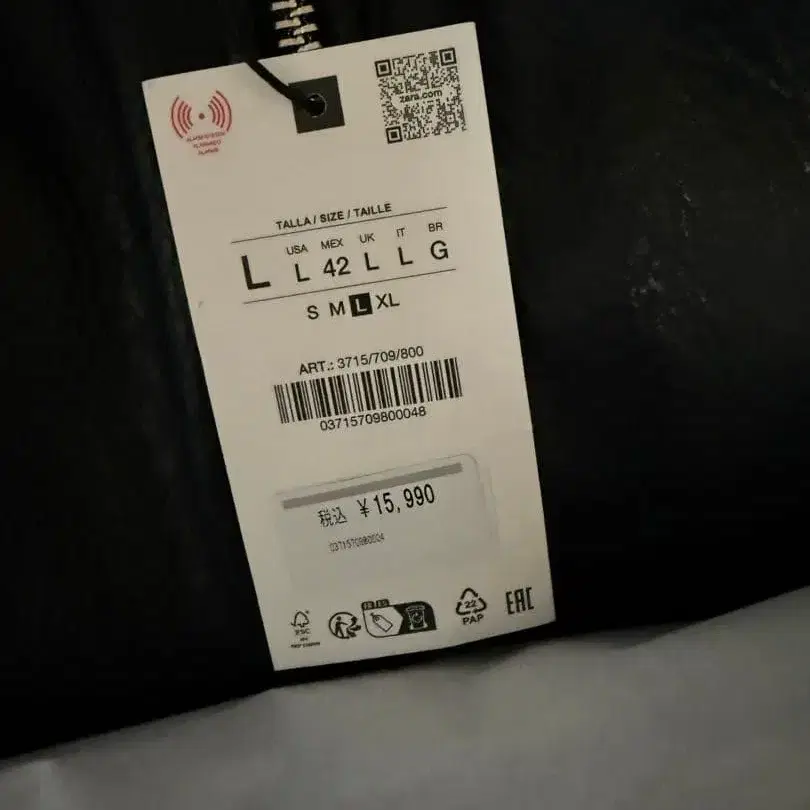 zara.com
TALLA / SIZE / TAILLE
USA MEX UK IT BR
L L 42 L L G
S M L XL
ART.: 3715/709/800
03715709800048
税込 ¥15,990
FSC
22
PAP
EAC